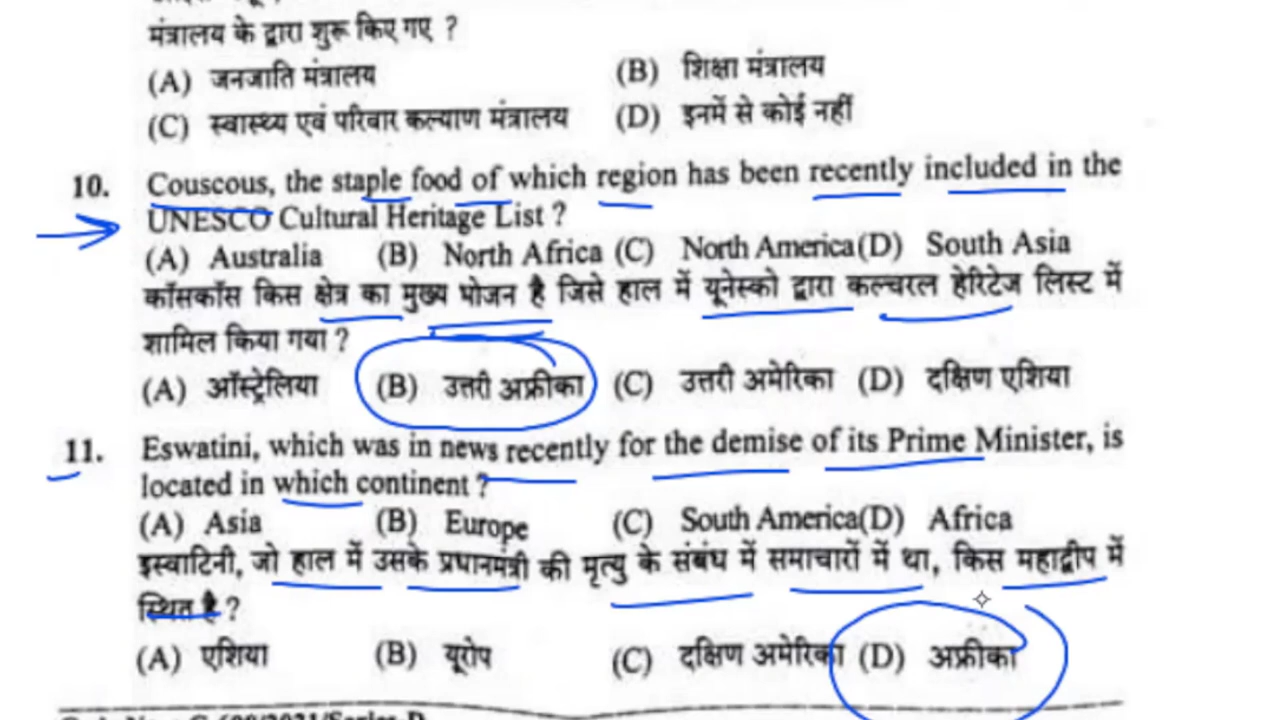 मंत्रालय के द्वारा शुरू किए गए ?
(A) जनजाति मंत्रालय (B) शिक्षा मंत्रालय
(C) स्वास्थ्य एवं परिवार कल्याण मंत्रालय (D) इनमें से कोई नहीं
10. Couscous, the staple food of which region has been recently included in the
UNESCO Cultural Heritage List ?
(A) Australia (B) North Africa (C) North America (D) South Asia
कॉसकॉस किस क्षेत्र का मुख्य भोजन है जिसे हाल में यूनेस्को द्वारा कल्चरल हेरिटेज लिस्ट में
शामिल किया गया ?
(A) ऑस्ट्रेलिया (B) उत्तरी अफ्रीका (C) उत्तरी अमेरिका (D) दक्षिण एशिया
11. Eswatini, which was in news recently for the demise of its Prime Minister, is
located in which continent ?
(A) Asia (B) Europe (C) South America (D) Africa
इस्वाटिनी, जो हाल में उसके प्रधानमंत्री की मृत्यु के संबंध में समाचारों में था, किस महाद्वीप में
स्थित है ?
(A) एशिया (B) यूरोप (C) दक्षिण अमेरिका (D) अफ्रीका